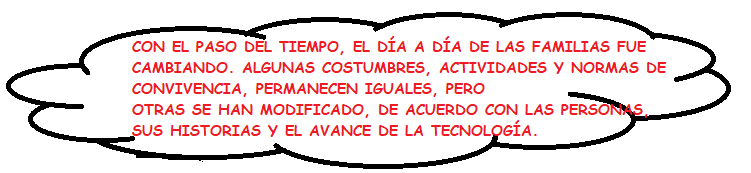 CON EL PASO DEL TIEMPO, EL DÍA A DÍA DE LAS FAMILIAS FUE
CAMBIANDO. ALGUNAS COSTUMBRES, ACTIVIDADES Y NORMAS DE
CONVIVENCIA, PERMANECEN IGUALES, PERO
OTRAS SE HAN MODIFICADO, DE ACUERDO CON LAS PERSONAS,
SUS HISTORIAS Y EL AVANCE DE LA TECNOLOGÍA.